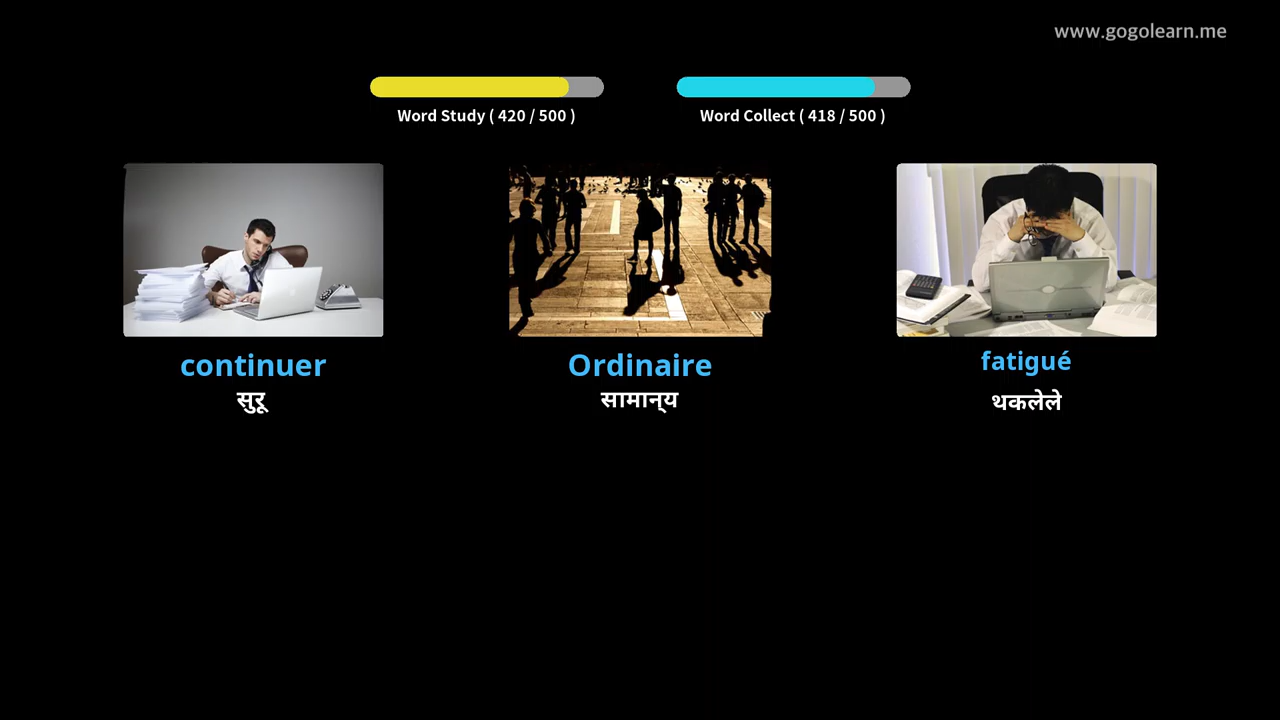 www.gogolearn.me
Word Study ( 420 / 500 )
Word Collect ( 418 / 500 )
continuer
सुरू
Ordinaire
सामान्य
fatigué
थकलेले